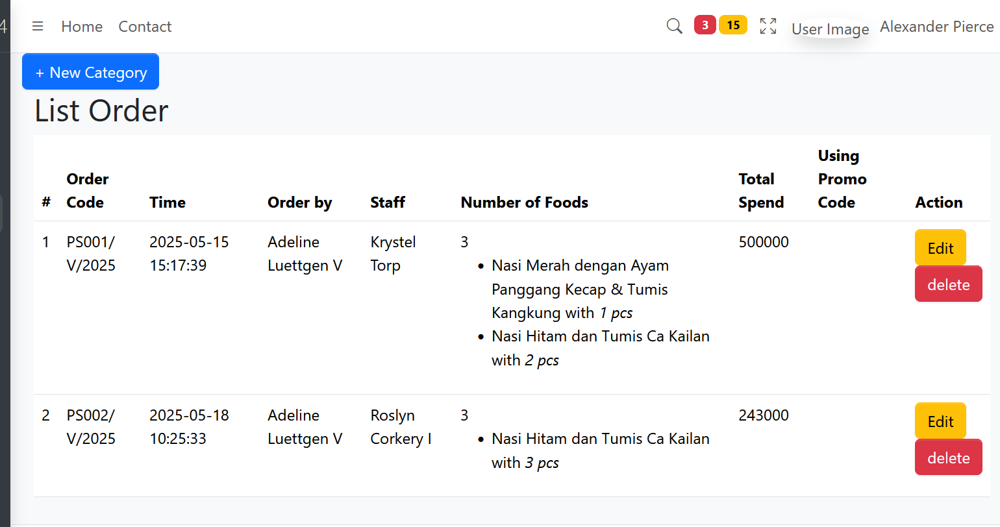 4
Home Contact 3 15 User Image Alexander Pierce
+ New Category
List Order
# Order Code Time Order by Staff Number of Foods Total Spend Using Promo Code Action
1 PS001/ 2025-05-15 Adeline Krystel 3 500000 Edit
V/2025 15:17:39 Luettgen V Torp • Nasi Merah dengan Ayam
delete
Panggang Kecap & Tumis
Kangkung with 1 pcs
• Nasi Hitam dan Tumis Ca Kailan
with 2 pcs
2 PS002/ 2025-05-18 Adeline Roslyn 3 243000 Edit
V/2025 10:25:33 Luettgen V Corkery I • Nasi Hitam dan Tumis Ca Kailan
delete
with 3 pcs